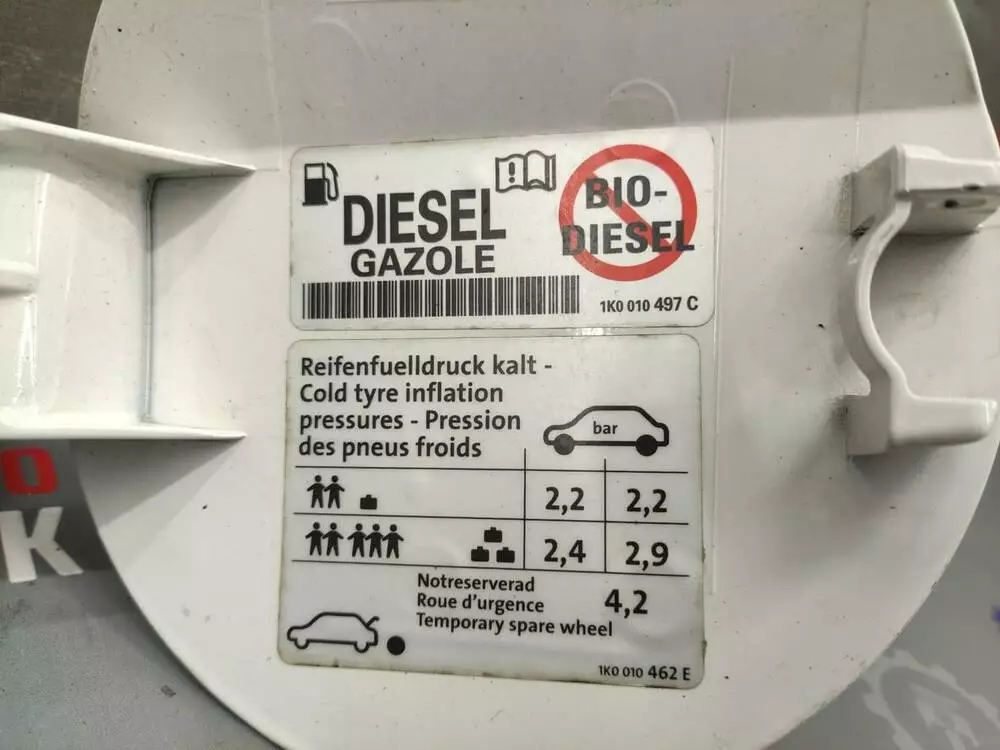 DIESEL
GAZOLE
BIO-
DIESEL
1K0 010 497 C
Reifenfuelldruck kalt -
Cold tyre inflation
pressures - Pression
des pneus froids
bar
2,2 2,2
2,4 2,9
Notreserverad
Roue d'urgence
Temporary spare wheel
4,2
1K0 010 462 E
O
K